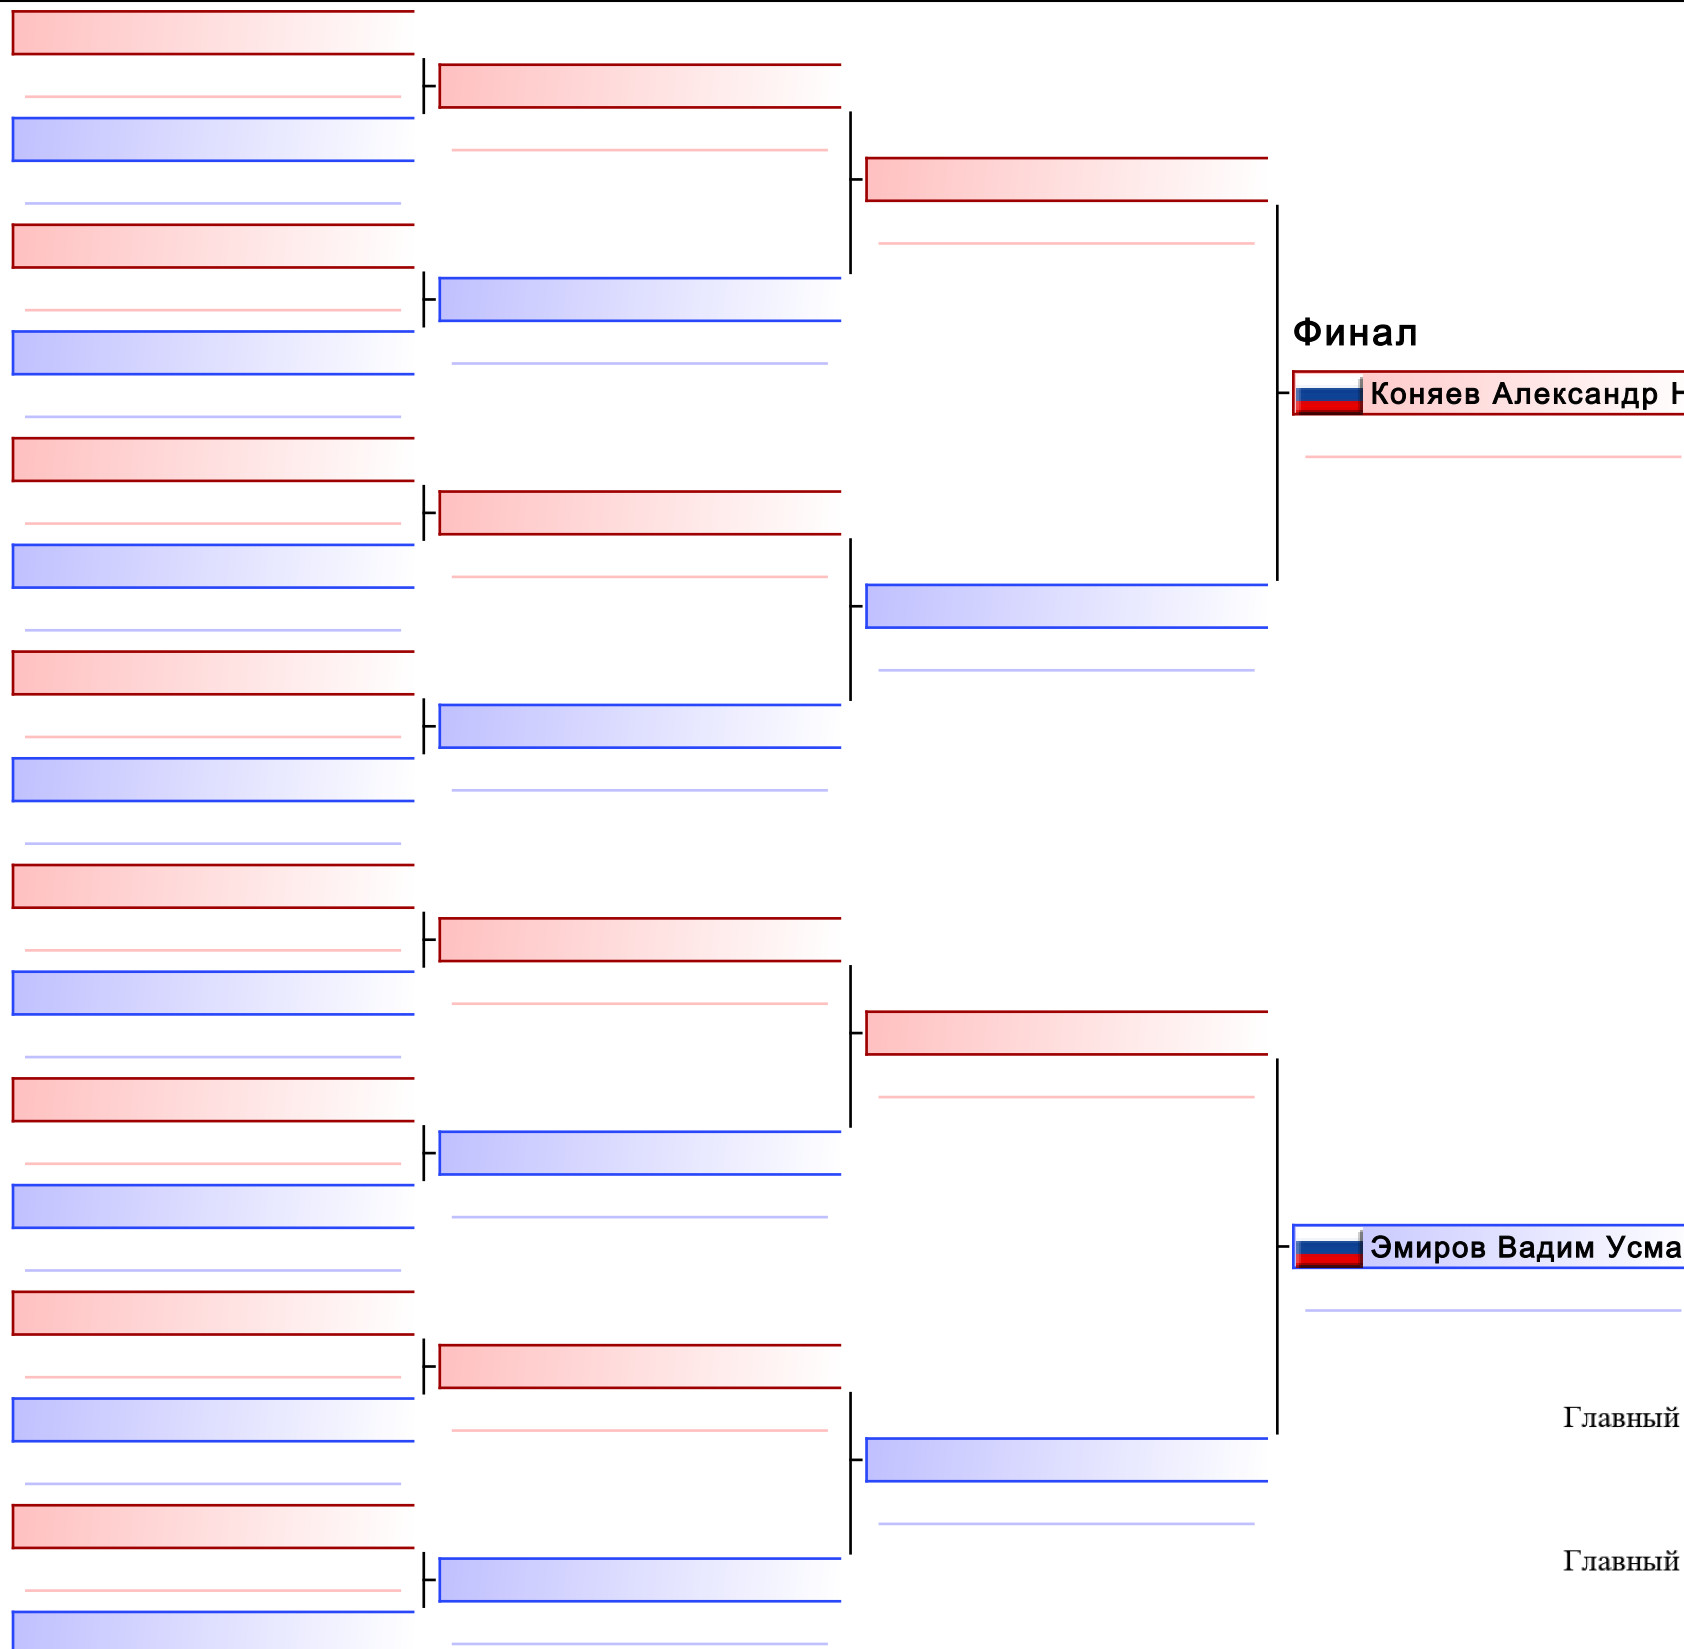 Финал
Коняев Александр
Эмиров Вадим
Главный
Главный